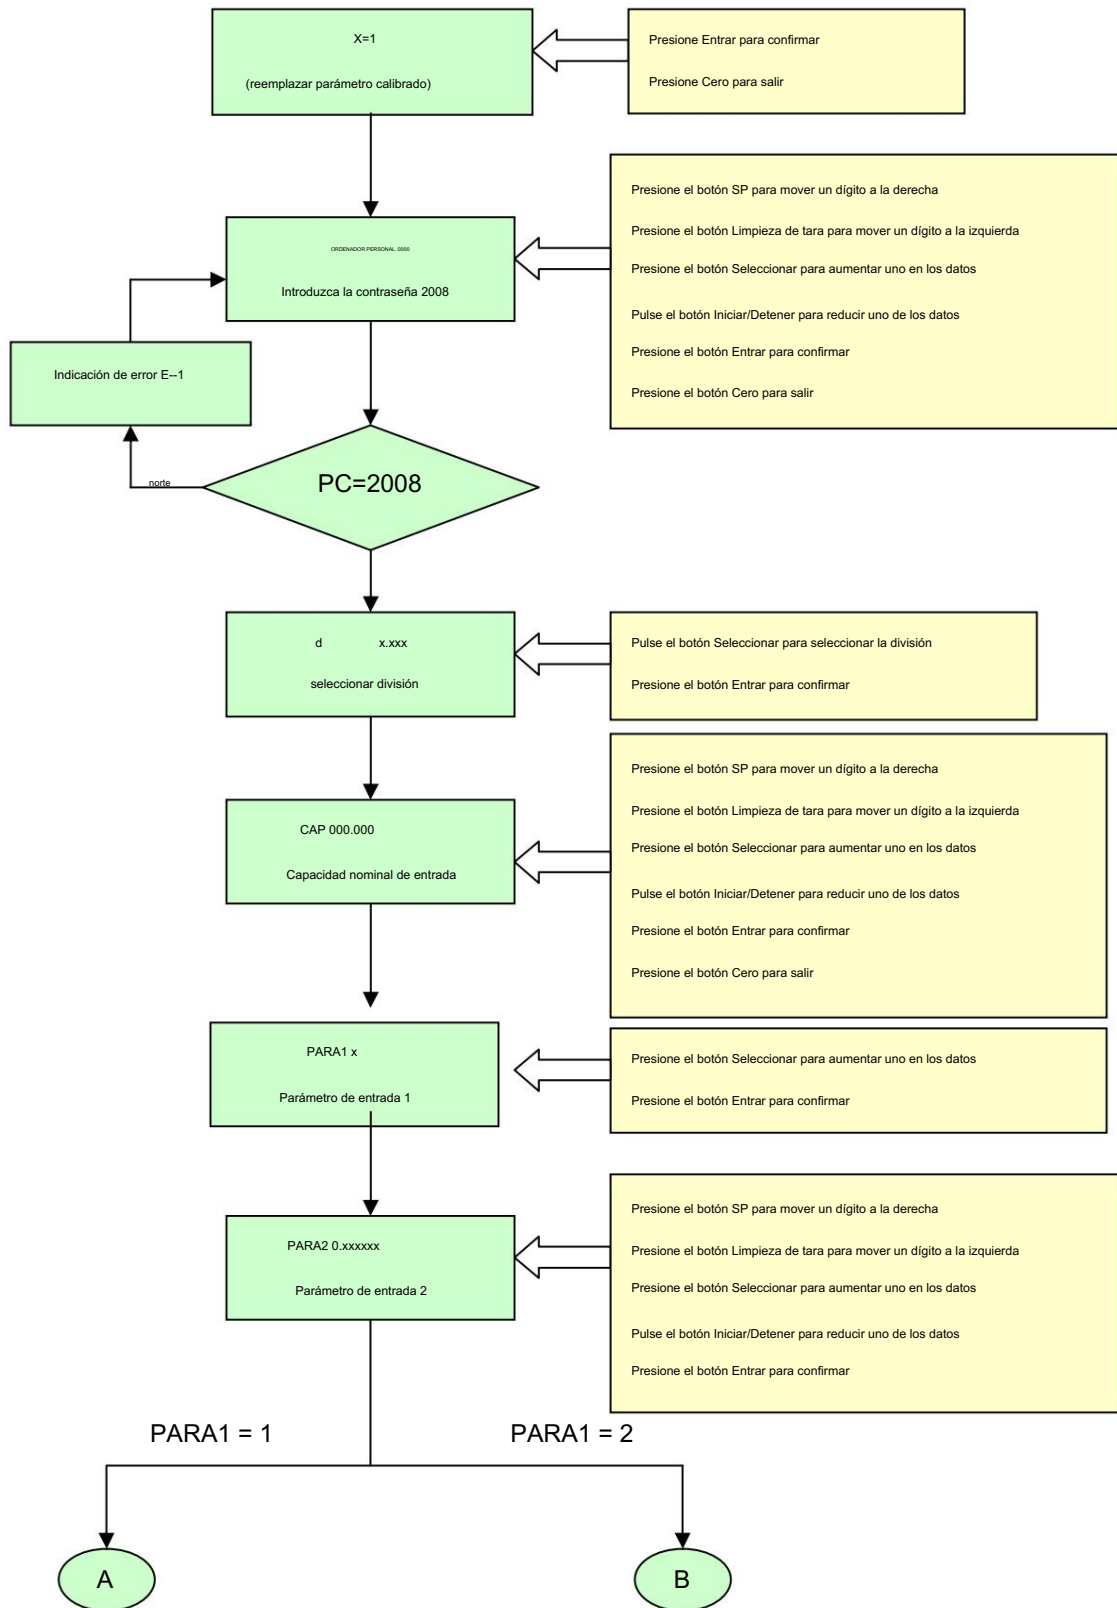 X=1
(reemplazar parámetro calibrado)
Presione Entrar para confirmar
Presione Cero para salir
ORDENADOR PERSONAL. 0000
Introduzca la contraseña 2008
Presione el botón SP para mover un dígito a la derecha
Presione el botón Limpieza de tara para mover un dígito a la izquierda
Presione el botón Seleccionar para aumentar uno en los datos
Pulse el botón Iniciar/Detener para reducir uno de los datos
Presione el botón Entrar para confirmar
Presione el botón Cero para salir
Indicación de error E--1
norte
PC=2008
d x.xxx
seleccionar división
Pulse el botón Seleccionar para seleccionar la división
Presione el botón Entrar para confirmar
CAP 000.000
Capacidad nominal de entrada
Presione el botón SP para mover un dígito a la derecha
Presione el botón Limpieza de tara para mover un dígito a la izquierda
Presione el botón Seleccionar para aumentar uno en los datos
Pulse el botón Iniciar/Detener para reducir uno de los datos
Presione el botón Entrar para confirmar
Presione el botón Cero para salir
PARA1 x
Parámetro de entrada 1
Presione el botón Seleccionar para aumentar uno en los datos
Presione el botón Entrar para confirmar
PARA2 0.xxxxxx
Parámetro de entrada 2
Presione el botón SP para mover un dígito a la derecha
Presione el botón Limpieza de tara para mover un dígito a la izquierda
Presione el botón Seleccionar para aumentar uno en los datos
Pulse el botón Iniciar/Detener para reducir uno de los datos
Presione el botón Entrar para confirmar
PARA1 = 1
PARA1 = 2
A
B